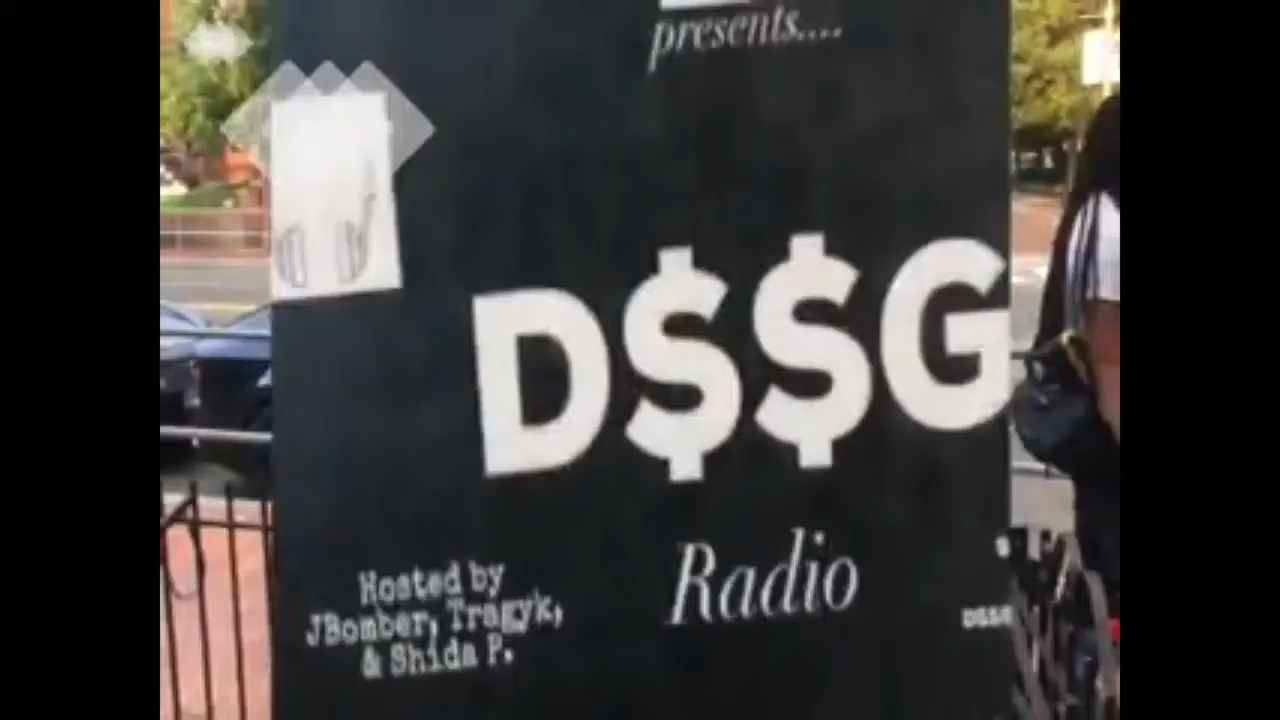 presents....
D$$G
Radio
Hosted by
JBomber, Tragyk,
& Shida P.